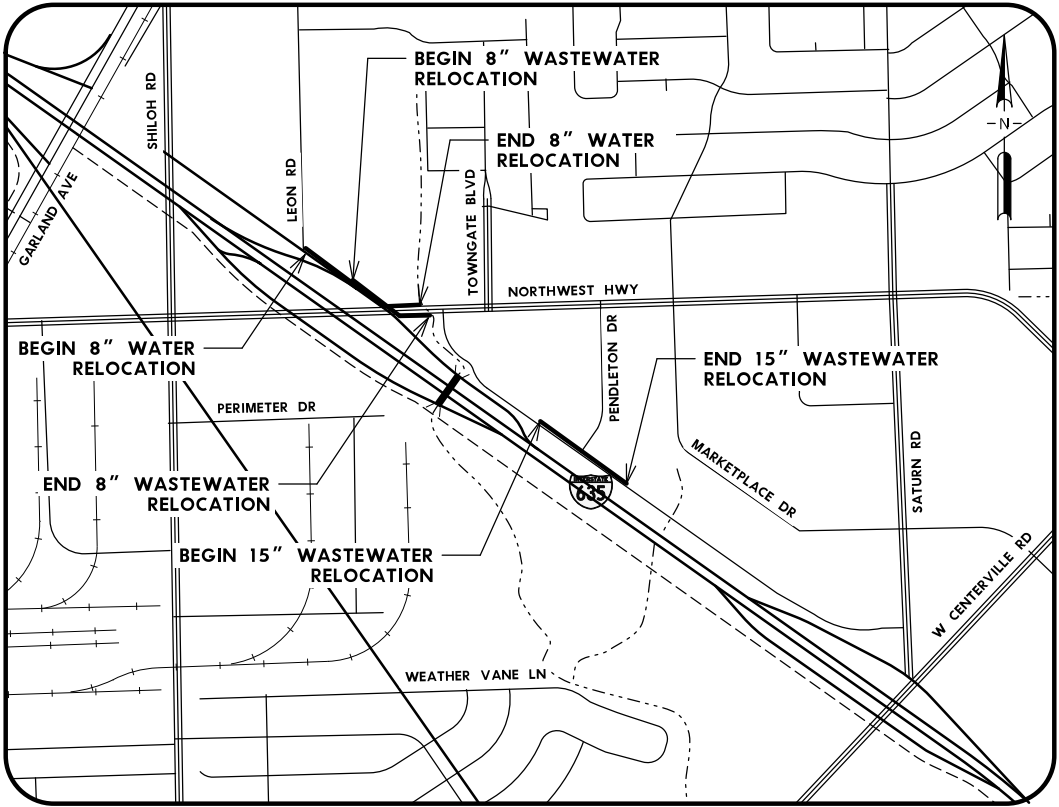 BEGIN 8" WASTEWATER
RELOCATION
SHILOH RD
N
END 8" WATER
RELOCATION
LEON RD
GARLAND AVE
TOWNGATE BLVD
NORTHWEST HWY
BEGIN 8" WATER
RELOCATION
PENDLETON DR
END 15" WASTEWATER
RELOCATION
PERIMETER DR
MARKETPLACE DR
SATURN RD
INTERSTATE
635
END 8" WASTEWATER
RELOCATION
BEGIN 15" WASTEWATER
RELOCATION
W CENTERVILLE RD
WEATHER VANE LN